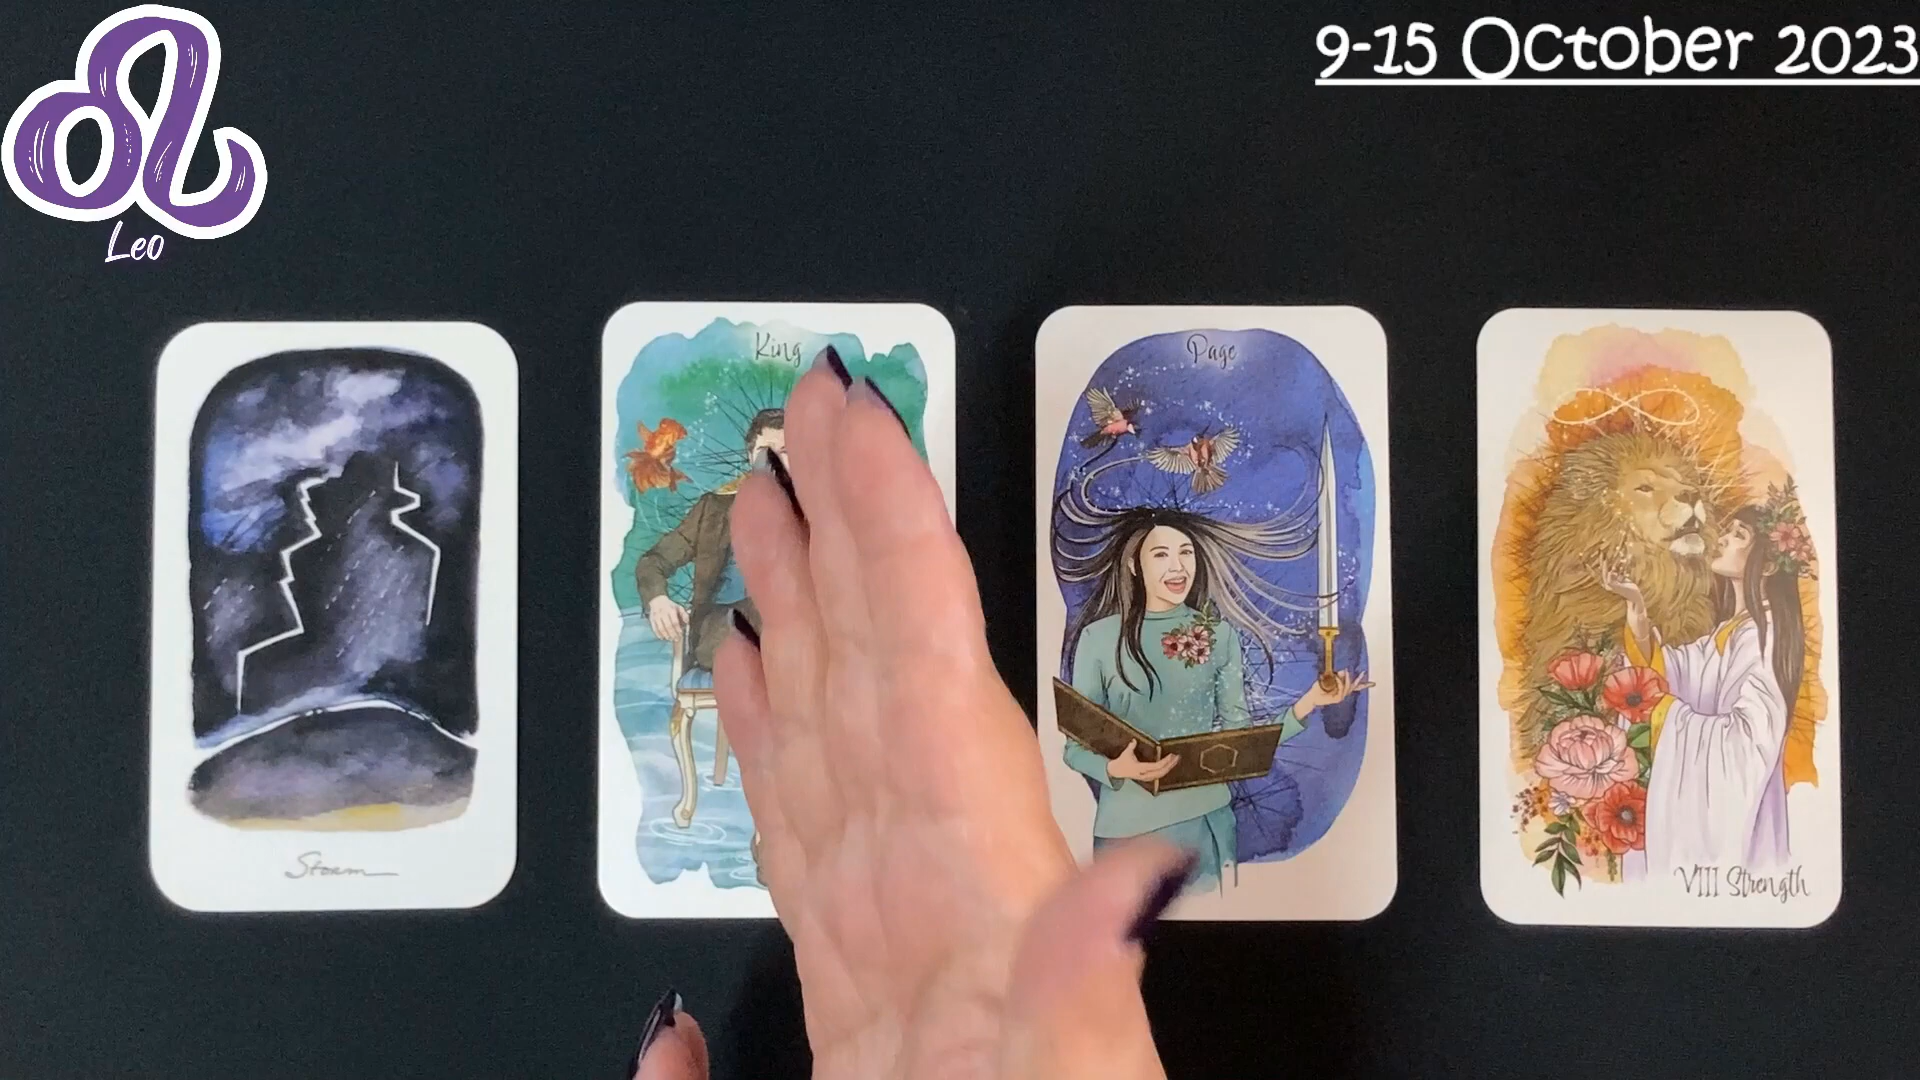 9-15 October 2023
Leo
King
Page
Storm
VIII Strength